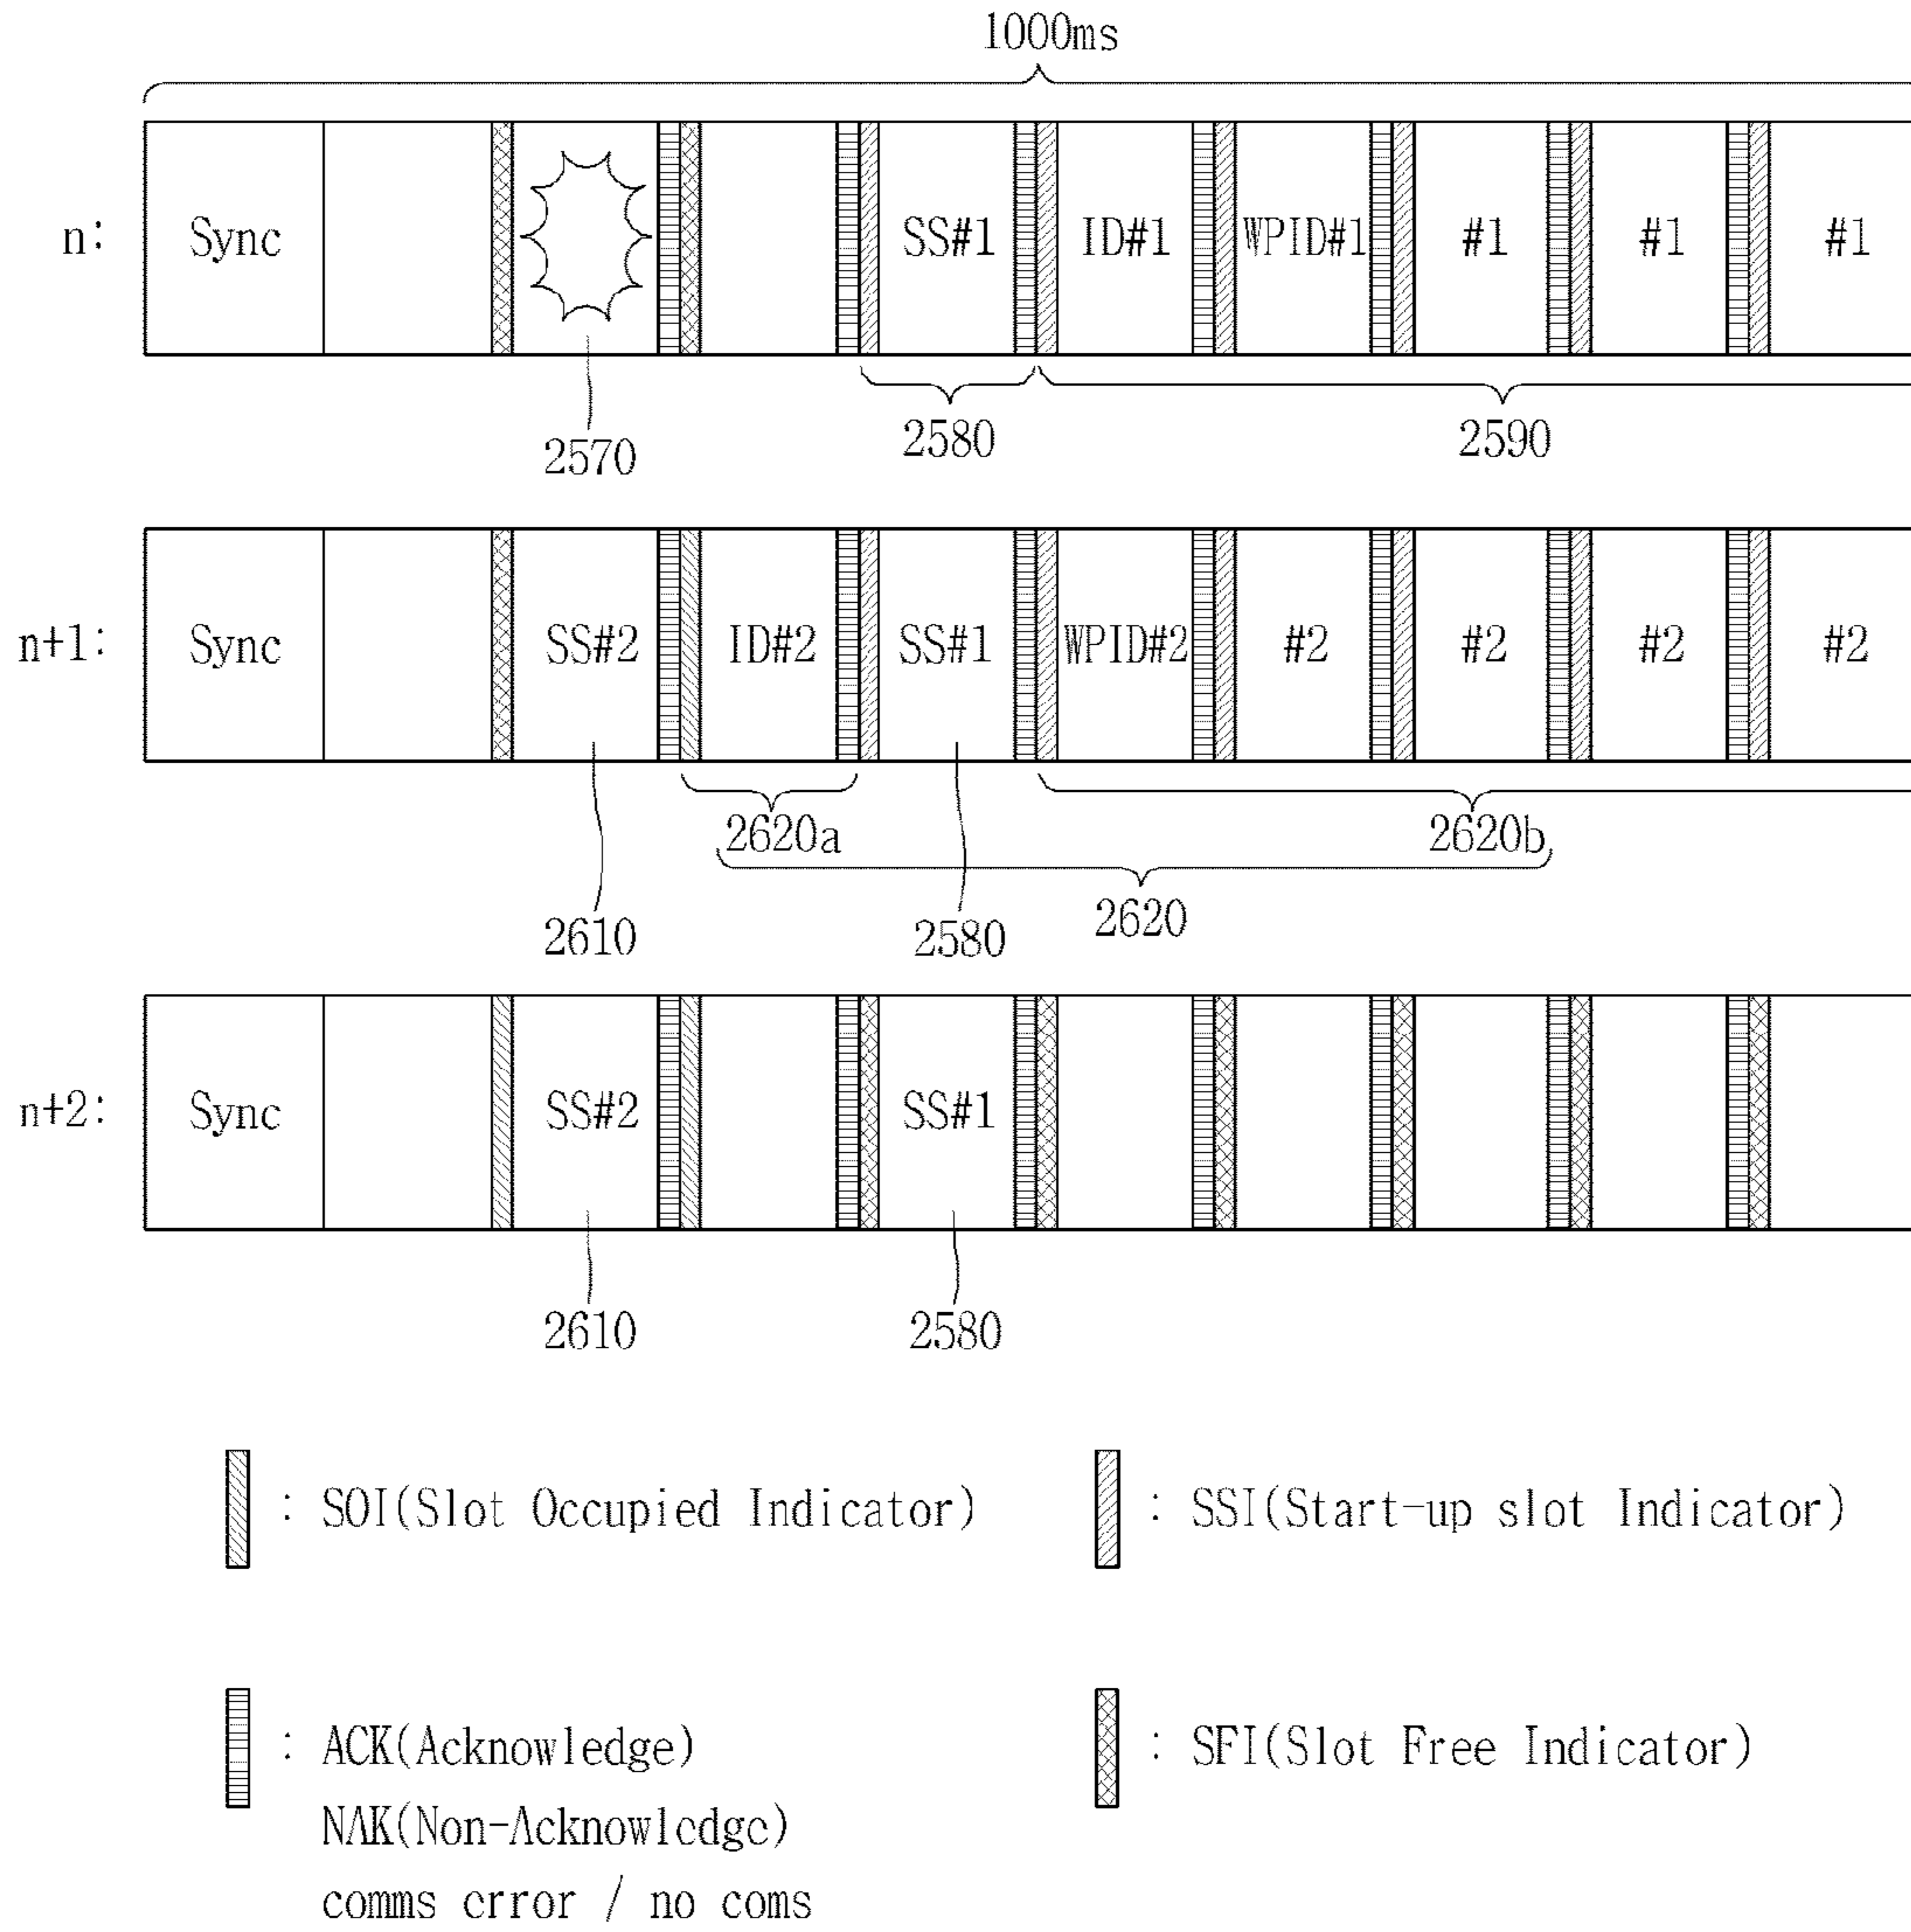 1000ms
n: Sync SS#1 ID#1 WPID#1 #1 #1 #1
2570 2580 2590
n+1: Sync SS#2 ID#2 SS#1 WPID#2 #2 #2 #2 #2
2620a 2620b
2610 2580 2620
n+2: Sync SS#2 SS#1
2610 2580
: SOI(Slot Occupied Indicator) : SSI(Start-up slot Indicator)
: ACK(Acknowledge) : SFI(Slot Free Indicator)
NAK(Non-Acknowledge)
comms error / no coms